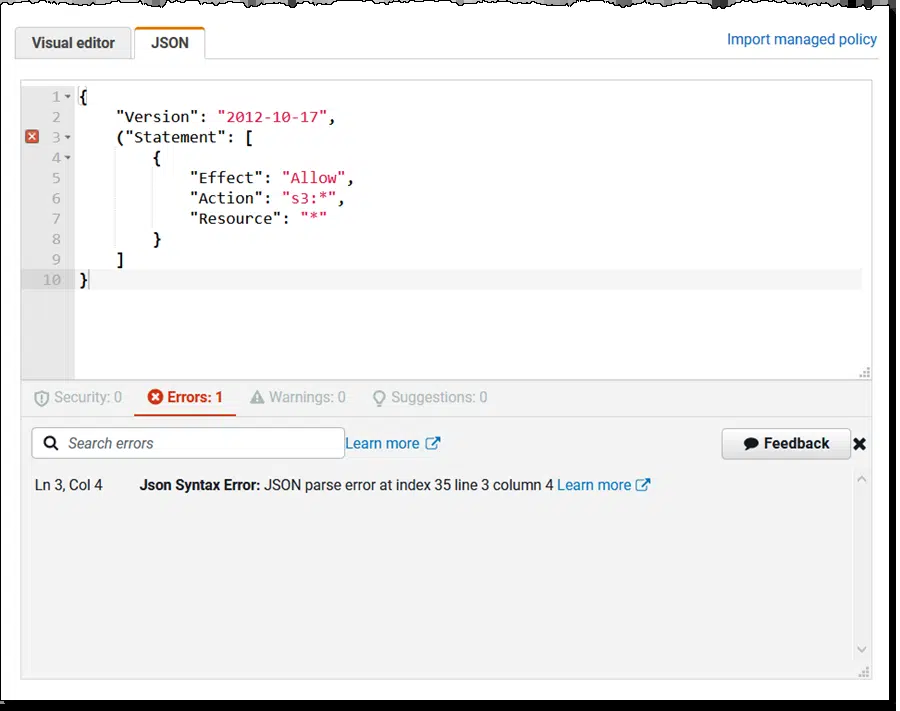 Visual editor JSON Import managed policy
1 {
2 "Version": "2012-10-17",
3 ("Statement": [
4 {
5 "Effect": "Allow",
6 "Action": "s3:*",
7 "Resource": "*"
8 }
9 ]
10 }
Security: 0 Errors: 1 Warnings: 0 Suggestions: 0
Search errors Learn more Feedback
Ln 3, Col 4 Json Syntax Error: JSON parse error at index 35 line 3 column 4 Learn more